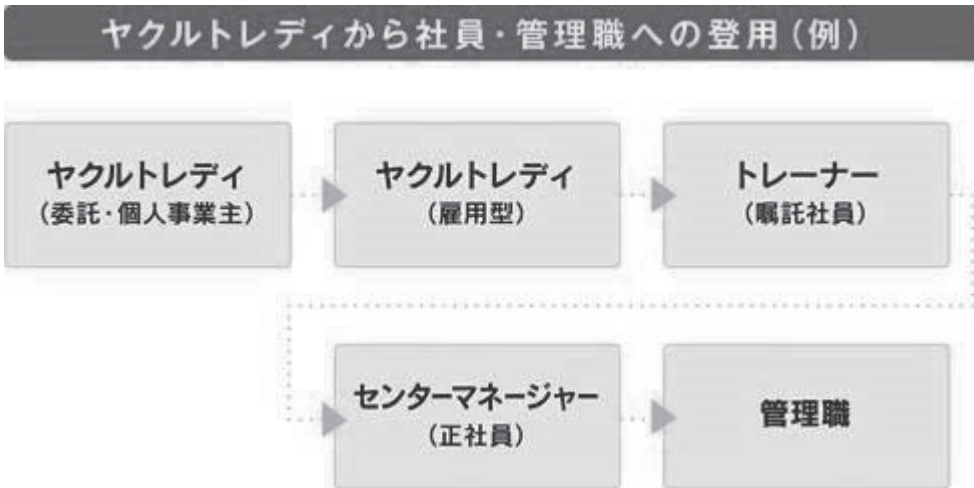 ヤクルトレディから社員・管理職への登用（例）
ヤクルトレディ
（委託・個人事業主）
ヤクルトレディ
（雇用型）
トレーナー
（嘱託社員）
センターマネージャー
（正社員）
管理職